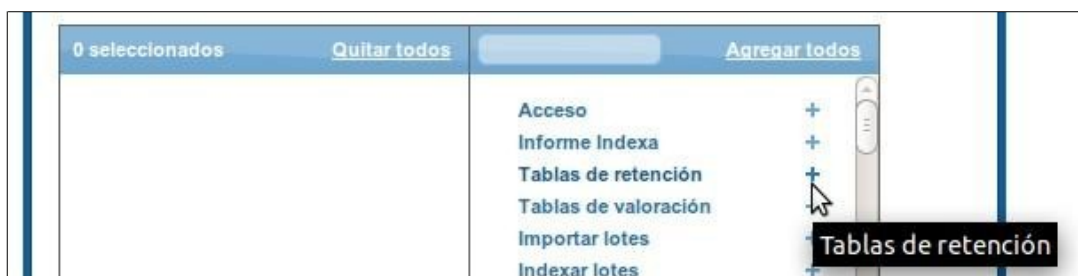 0 seleccionados Quitar todos Agregar todos
Acceso
Informe Indexa
Tablas de retención
Tablas de valoración
Importar lotes
Tablas de retención
Indexar lotes